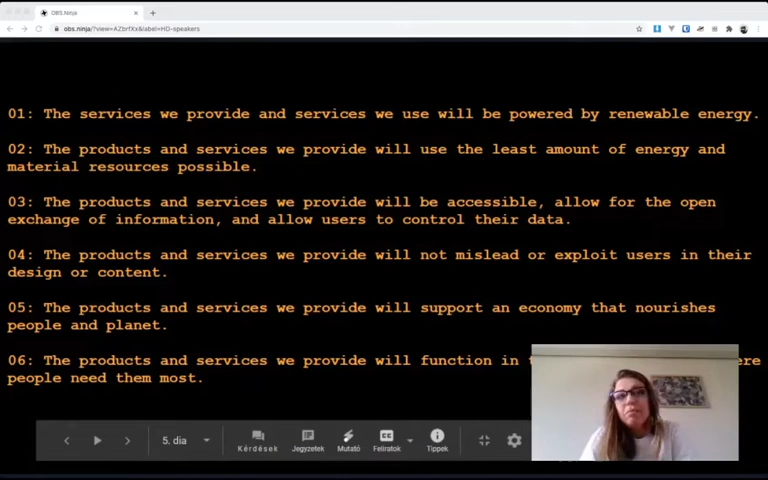 OBS.Ninja
obs.ninja/?view=AZbrfXx&label=HD-speakers
01: The services we provide and services we use will be powered by renewable energy.
02: The products and services we provide will use the least amount of energy and
material resources possible.
03: The products and services we provide will be accessible, allow for the open
exchange of information, and allow users to control their data.
04: The products and services we provide will not mislead or exploit users in their
design or content.
05: The products and services we provide will support an economy that nourishes
people and planet.
06: The products and services we provide will function in
people need them most.
5. dia
Kérdések
Jegyzetek
Mutató
Feliratok
Tippek